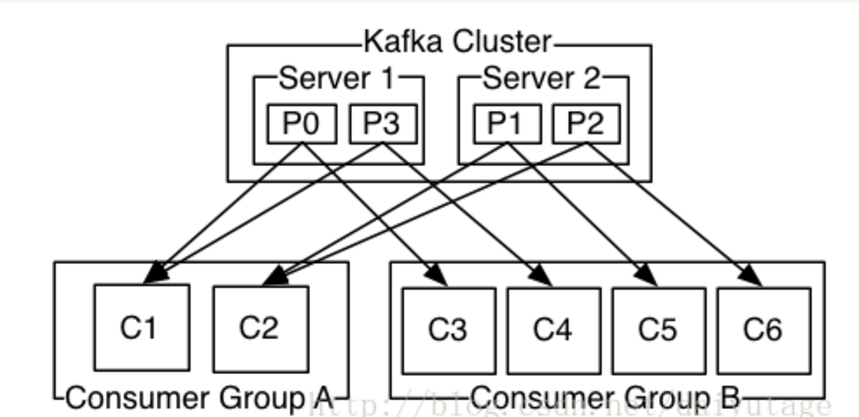 Kafka Cluster
Server 1 Server 2
P0 P3 P1 P2
C1 C2 C3 C4 C5 C6
Consumer Group A Consumer Group B